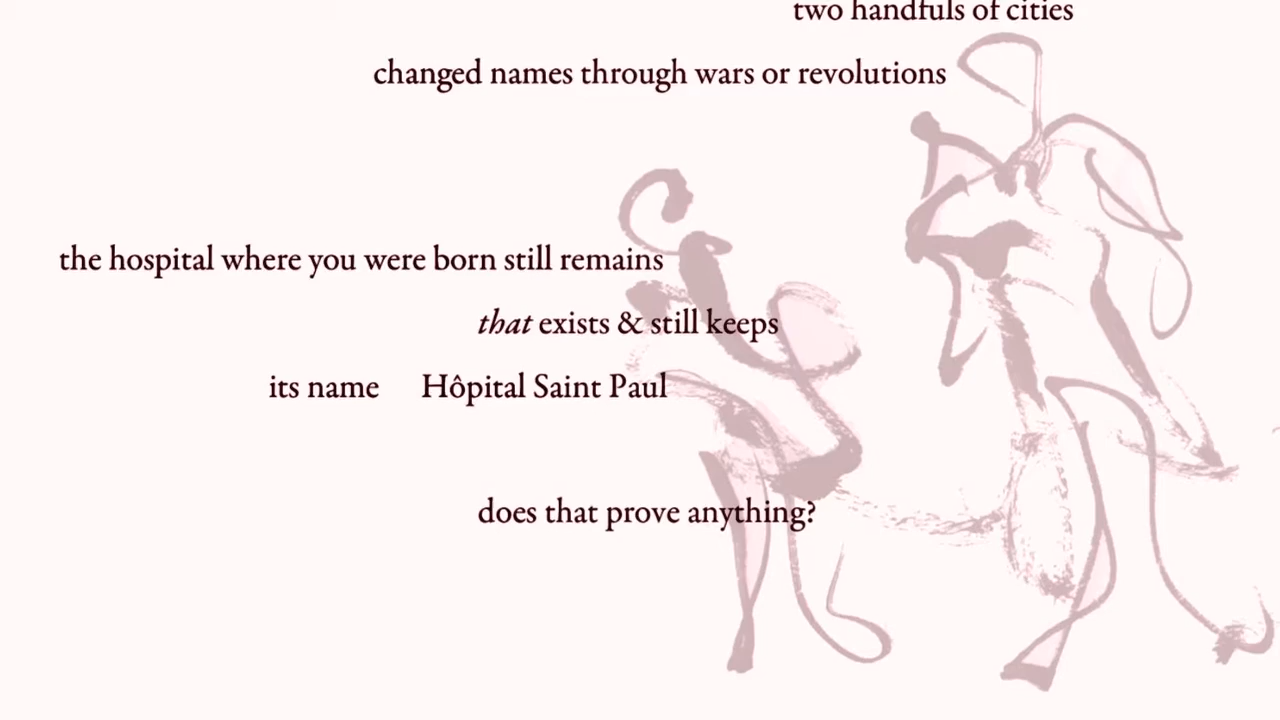 two handfuls of cities
changed names through wars or revolutions
the hospital where you were born still remains
that exists & still keeps
its name Hôpital Saint Paul
does that prove anything?